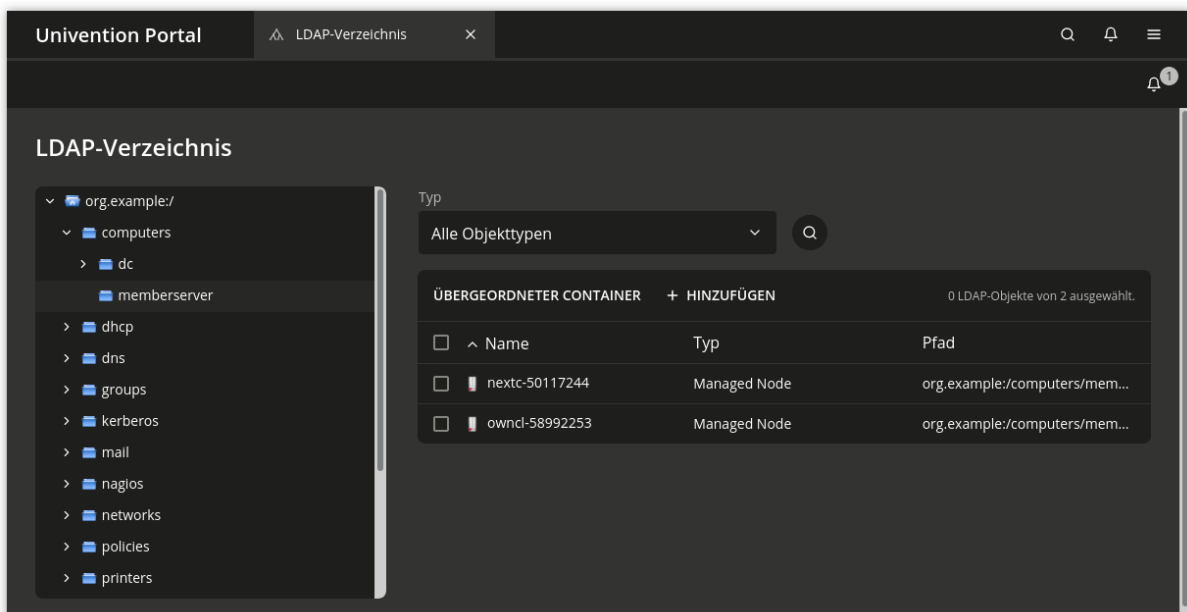 Univention Portal
LDAP-Verzeichnis
1
LDAP-Verzeichnis
org.example:/
computers
dc
memberserver
dhcp
dns
groups
kerberos
mail
nagios
networks
policies
printers
Typ
Alle Objekttypen
ÜBERGEORDNETER CONTAINER + HINZUFÜGEN 0 LDAP-Objekte von 2 ausgewählt.
Name Typ Pfad
nextc-50117244 Managed Node org.example:/computers/mem...
owncl-58992253 Managed Node org.example:/computers/mem...